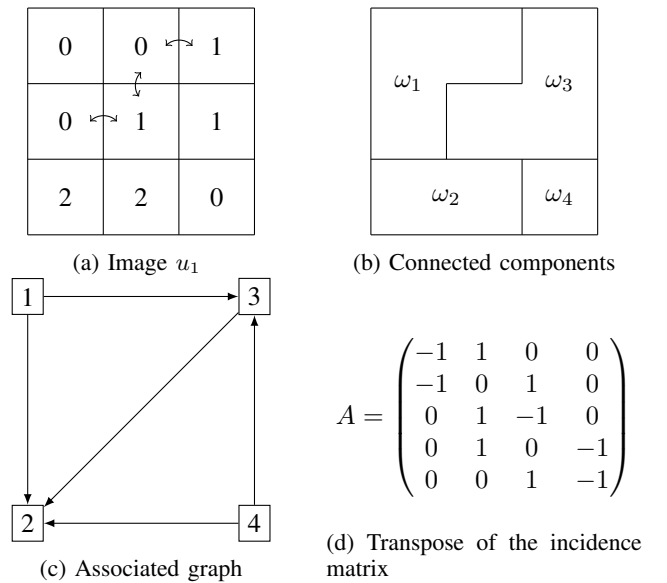 0 0 1
0 1 1
2 2 0
(a) Image u₁
ω₁ ω₃
ω₂ ω₄
(b) Connected components
1 3
2 4
(c) Associated graph
A =
−1 1 0 0
−1 0 1 0
0 1 −1 0
0 1 0 −1
0 0 1 −1
(d) Transpose of the incidence
matrix